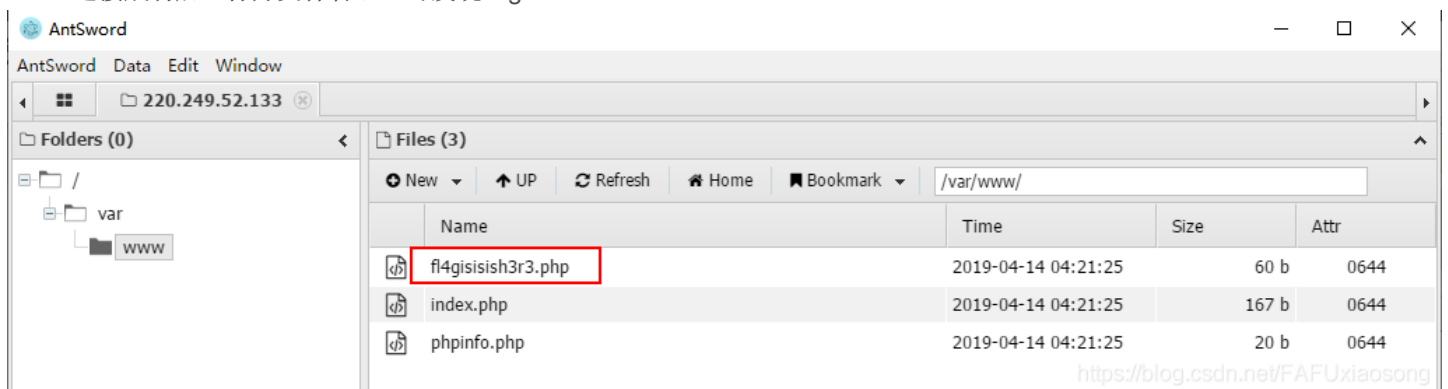 AntSword
AntSword Data Edit Window
220.249.52.133
Folders (0)
Files (3)
New UP Refresh Home Bookmark /var/www/
/
var
www
Name Time Size Attr
fl4gisisish3r3.php 2019-04-14 04:21:25 60 b 0644
index.php 2019-04-14 04:21:25 167 b 0644
phpinfo.php 2019-04-14 04:21:25 20 b 0644
https://blog.csdn.net/FAFUxiaosong